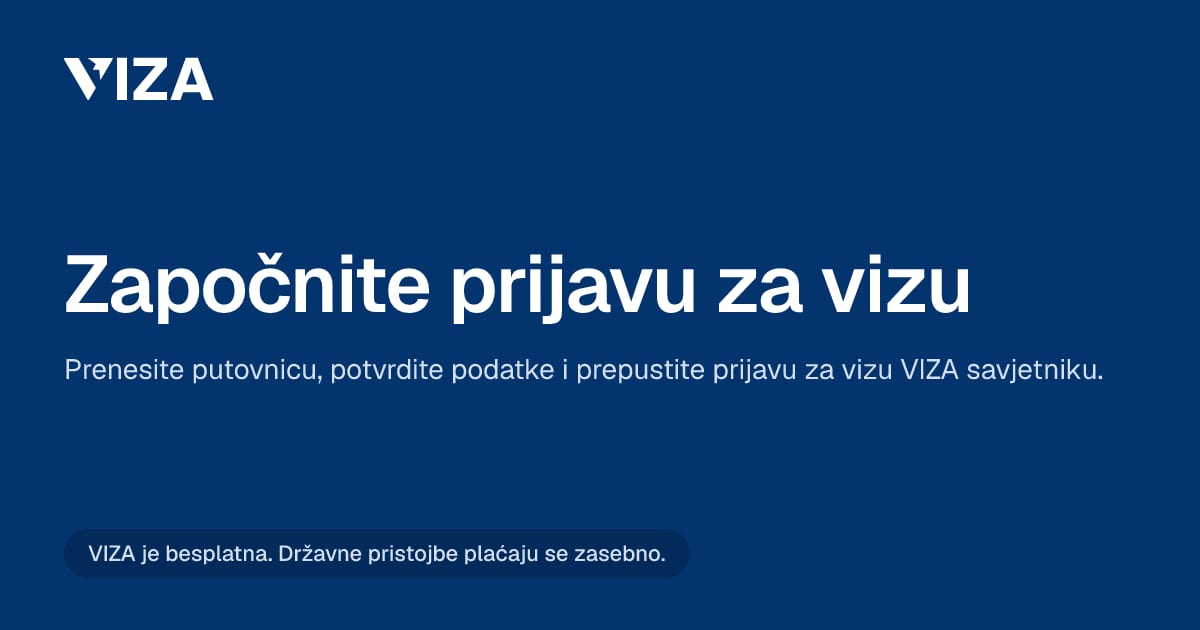 VIZA
Započnite prijavu za vizu
Prenesite putovnicu, potvrdite podatke i prepustite prijavu za vizu VIZA savjetniku.
VIZA je besplatna. Državne pristojbe plaćaju se zasebno.